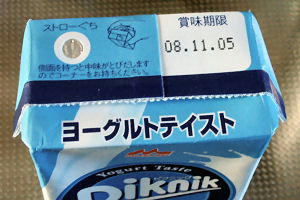 ストローぐち
賞味期限
08.11.05
側面を持つと中味がとびだしますので
コーナーをお持ちください。
ヨーグルトテイスト
Yogurt Taste
Piknik